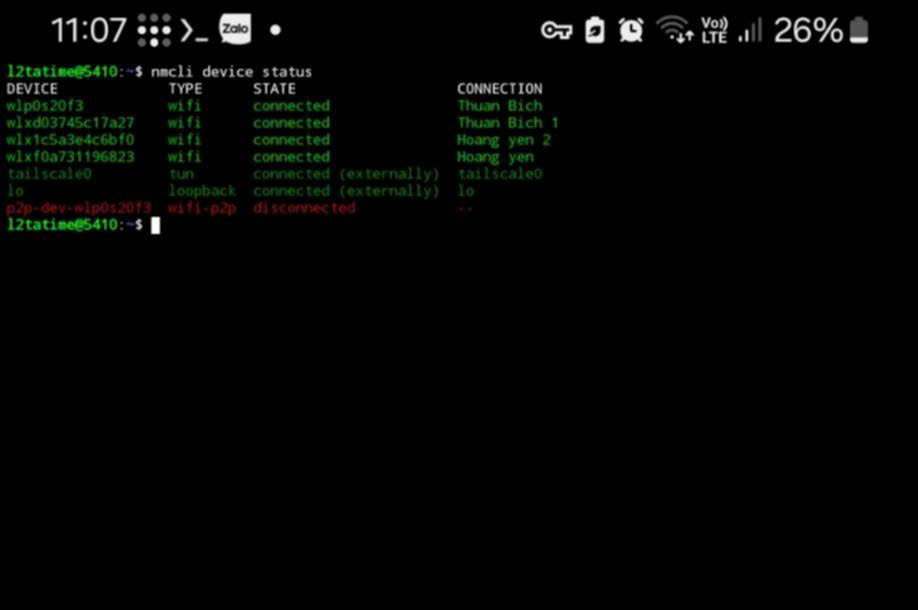 11:07 Zalo Vo)) LTE 26%
l2tatime@5410:~$ nmcli device status
DEVICE TYPE STATE CONNECTION
wlp0s20f3 wifi connected Thuan Bich
wlxd03745c17a27 wifi connected Thuan Bich 1
wlx1c5a3e4c6bf0 wifi connected Hoang yen 2
wlxf0a731196823 wifi connected Hoang yen
tailscale0 tun connected (externally) tailscale0
lo loopback connected (externally) lo
p2p-dev-wlp0s20f3 wifi-p2p disconnected --
l2tatime@5410:~$